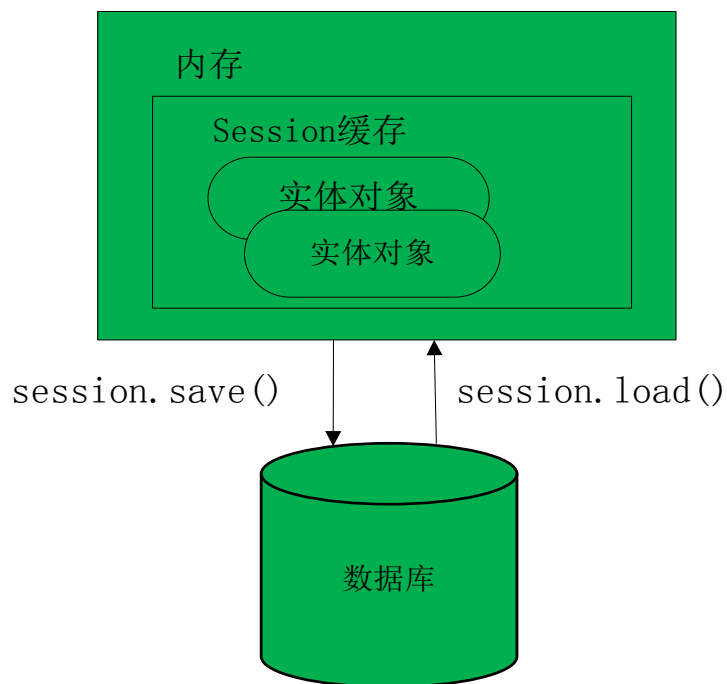 内存
Session缓存
实体对象
实体对象
session.save()
session.load()
数据库